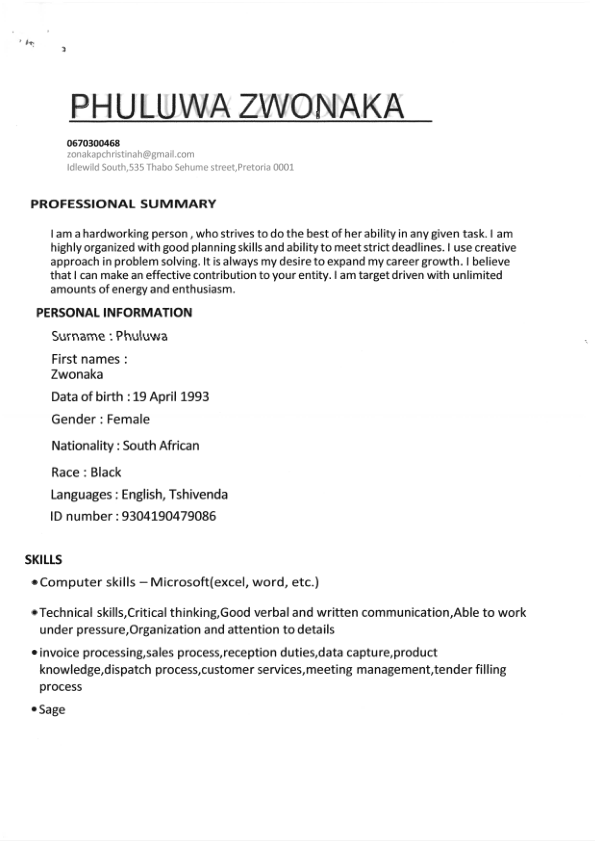 PHULUWA ZWONAKA
0670300468
zonakapchristinah@gmail.com
Idlewild South,535 Thabo Sehume street,Pretoria 0001
PROFESSIONAL SUMMARY
I am a hardworking person , who strives to do the best of her ability in any given task. I am
highly organized with good planning skills and ability to meet strict deadlines. I use creative
approach in problem solving. It is always my desire to expand my career growth. I believe
that I can make an effective contribution to your entity. I am target driven with unlimited
amounts of energy and enthusiasm.
PERSONAL INFORMATION
Surname : Phuluwa
First names :
Zwonaka
Data of birth : 19 April 1993
Gender : Female
Nationality : South African
Race : Black
Languages : English, Tshivenda
ID number : 9304190479086
SKILLS
•Computer skills – Microsoft(excel, word, etc.)
•Technical skills,Critical thinking,Good verbal and written communication,Able to work
under pressure,Organization and attention to details
•invoice processing,sales process,reception duties,data capture,product
knowledge,dispatch process,customer services,meeting management,tender filling
process
•Sage